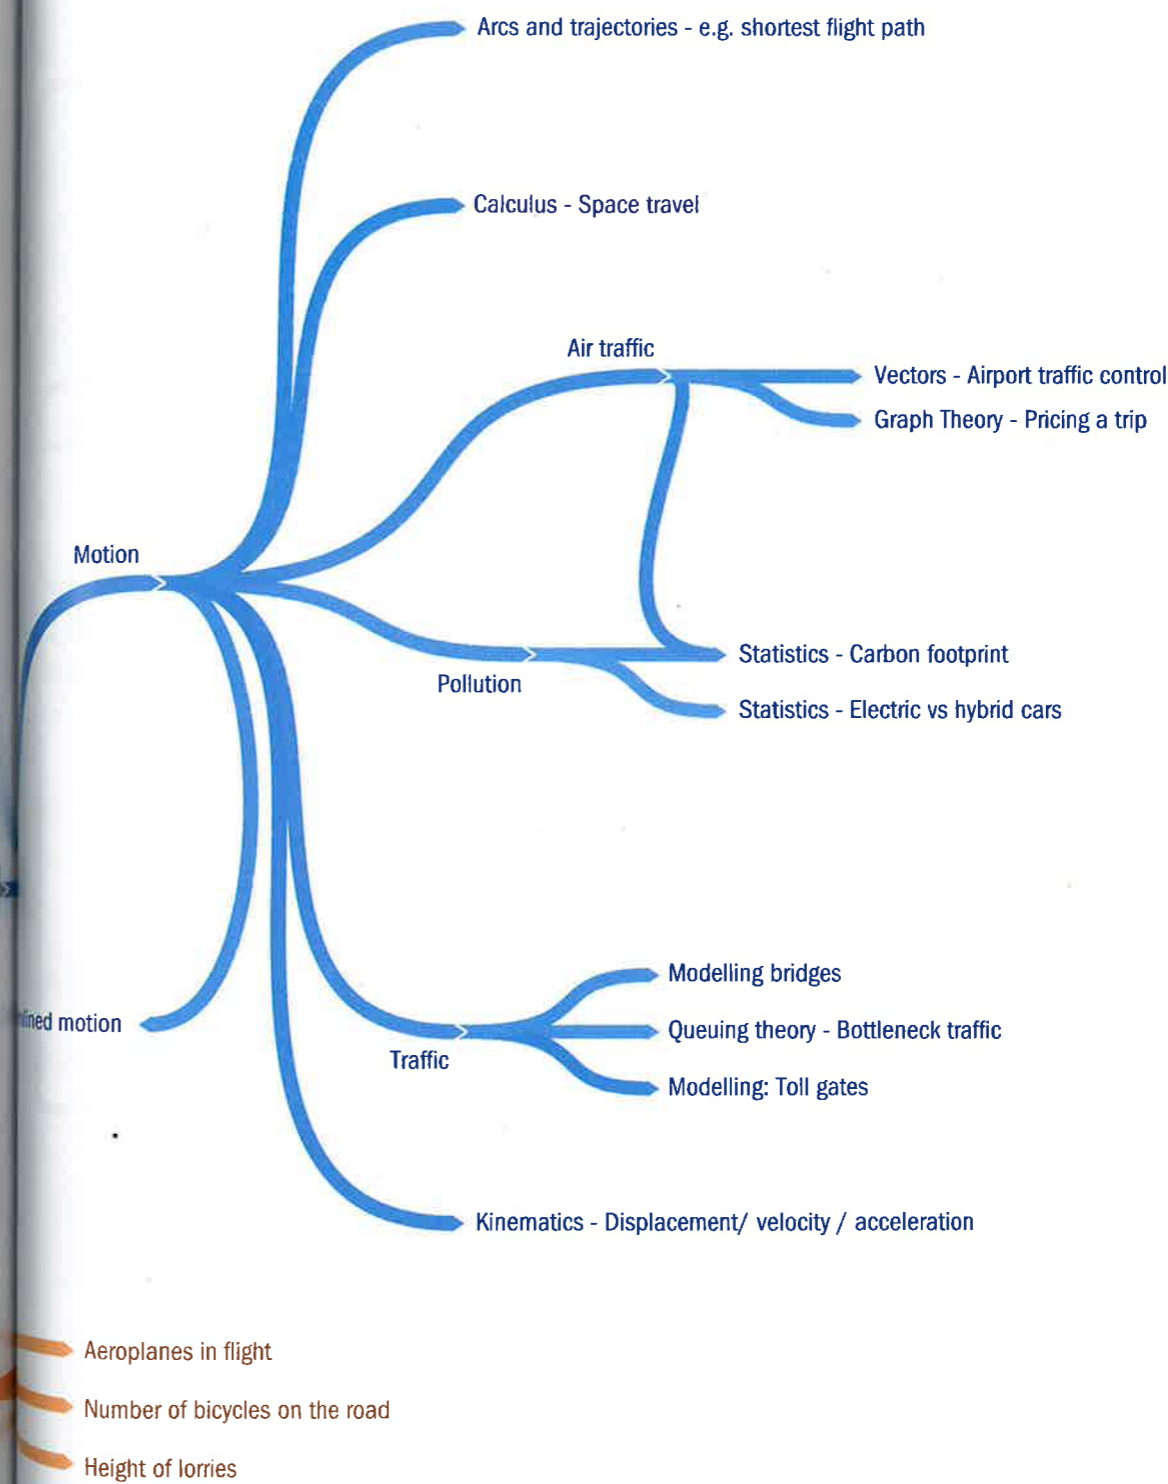 Arcs and trajectories - e.g. shortest flight path
Calculus - Space travel
Air traffic
Vectors - Airport traffic control
Graph Theory - Pricing a trip
Motion
Statistics - Carbon footprint
Pollution
Statistics - Electric vs hybrid cars
Modelling bridges
motion
Queuing theory - Bottleneck traffic
Traffic
Modelling: Toll gates
Kinematics - Displacement/ velocity / acceleration
Aeroplanes in flight
Number of bicycles on the road
Height of lorries